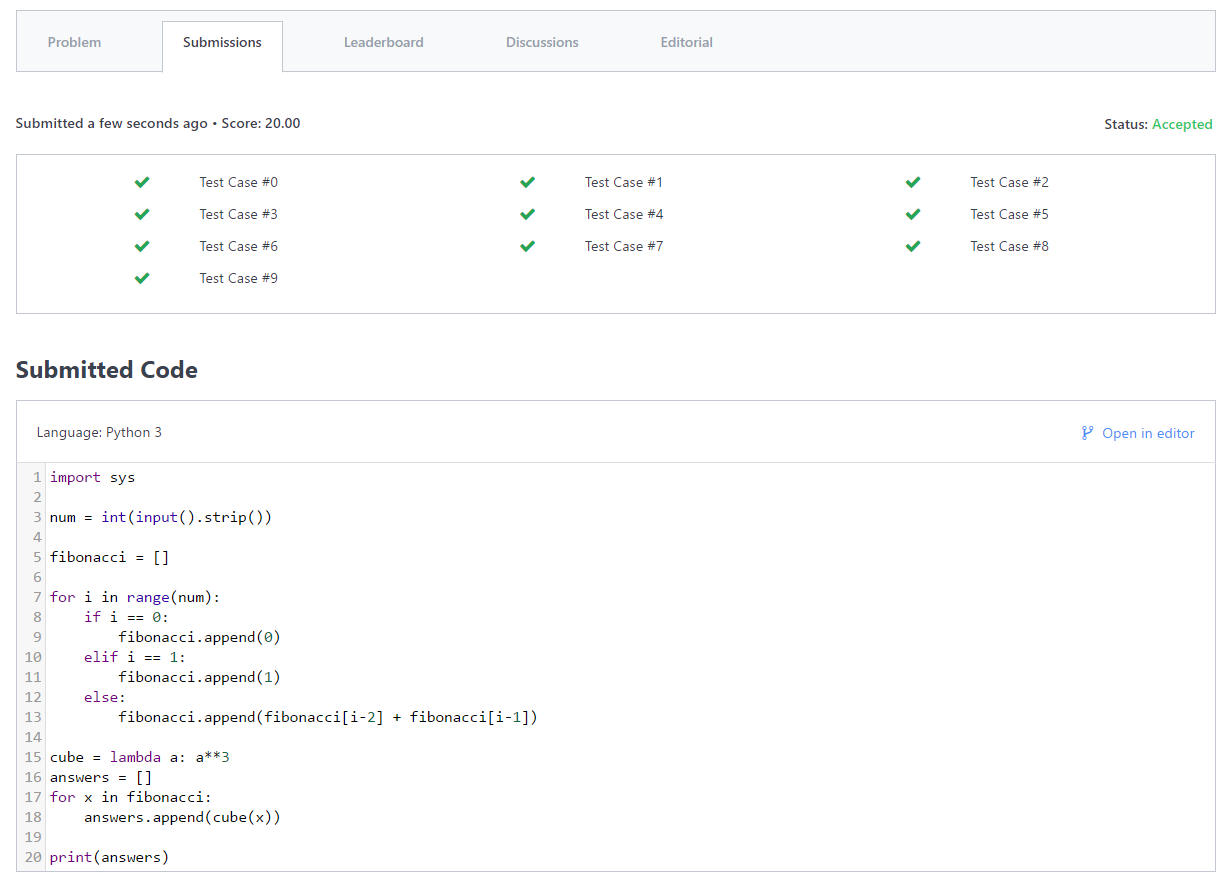 Problem Submissions Leaderboard Discussions Editorial
Submitted a few seconds ago • Score: 20.00 Status: Accepted
Test Case #0 Test Case #1 Test Case #2
Test Case #3 Test Case #4 Test Case #5
Test Case #6 Test Case #7 Test Case #8
Test Case #9
Submitted Code
Language: Python 3 Open in editor
1 import sys
2
3 num = int(input().strip())
4
5 fibonacci = []
6
7 for i in range(num):
8     if i == 0:
9         fibonacci.append(0)
10     elif i == 1:
11         fibonacci.append(1)
12     else:
13         fibonacci.append(fibonacci[i-2] + fibonacci[i-1])
14
15 cube = lambda a: a**3
16 answers = []
17 for x in fibonacci:
18     answers.append(cube(x))
19
20 print(answers)